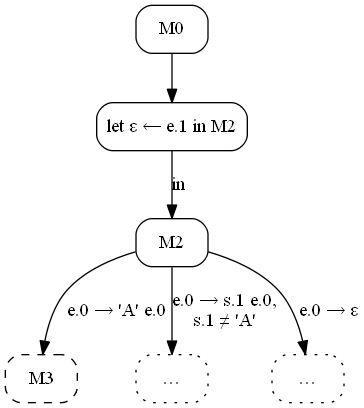 M0
let ε ← e.1 in M2
in
M2
e.0 → 'A' e.0
e.0 → s.1 e.0,
s.1 ≠ 'A'
e.0 → ε
M3
...
...